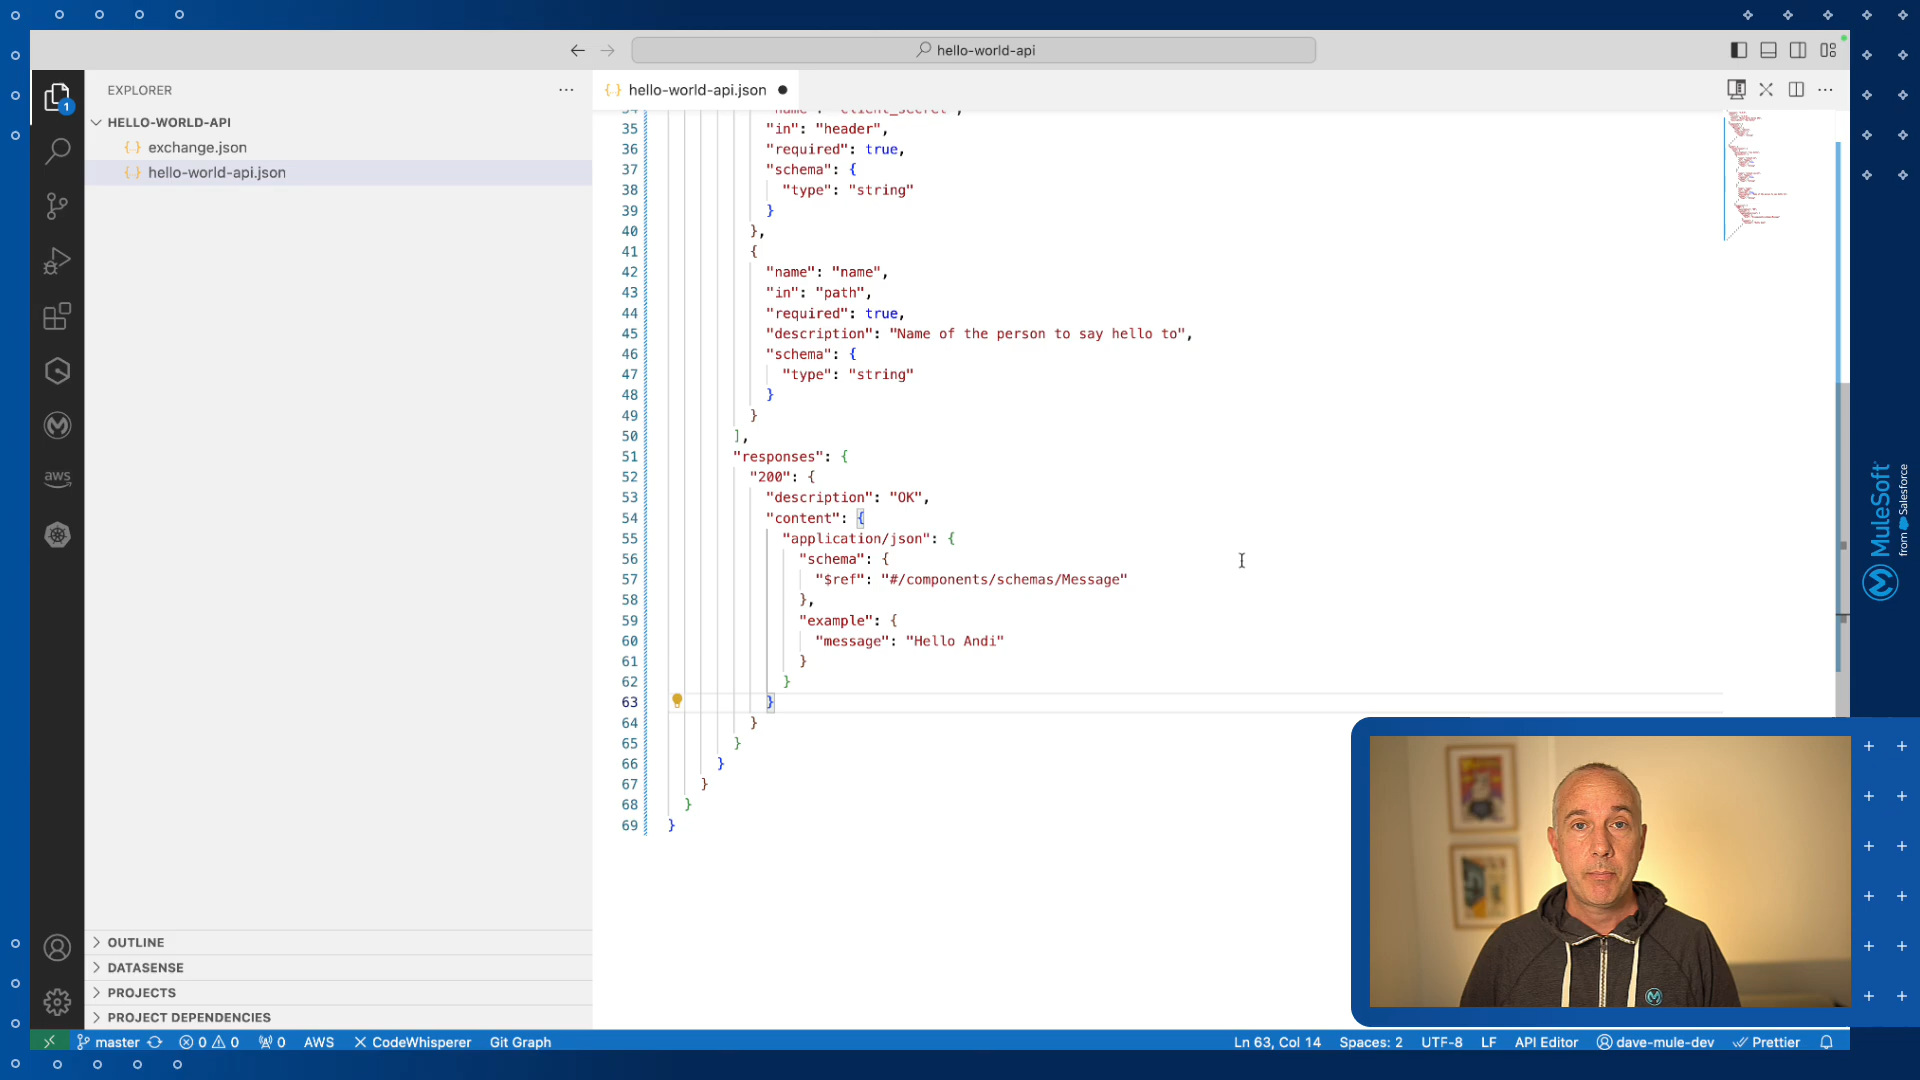 hello-world-api
EXPLORER
hello-world-api.json
1
HELLO-WORLD-API
exchange.json
hello-world-api.json
aws
34 "name": "client_secret",
35 "in": "header",
36 "required": true,
37 "schema": {
38 "type": "string"
39 }
40 },
41 {
42 "name": "name",
43 "in": "path",
44 "required": true,
45 "description": "Name of the person to say hello to",
46 "schema": {
47 "type": "string"
48 }
49 }
50 ],
51 "responses": {
52 "200": {
53 "description": "OK",
54 "content": {
55 "application/json": {
56 "schema": {
57 "$ref": "#/components/schemas/Message"
58 },
59 "example": {
60 "message": "Hello Andi"
61 }
62 }
63 }
64 }
65 }
66 }
67 }
68 }
69 }
OUTLINE
DATASENSE
PROJECTS
PROJECT DEPENDENCIES
MuleSoft
from Salesforce
master 0 0 0 AWS CodeWhisperer Git Graph Ln 63, Col 14 Spaces: 2 UTF-8 LF API Editor dave-mule-dev Prettier